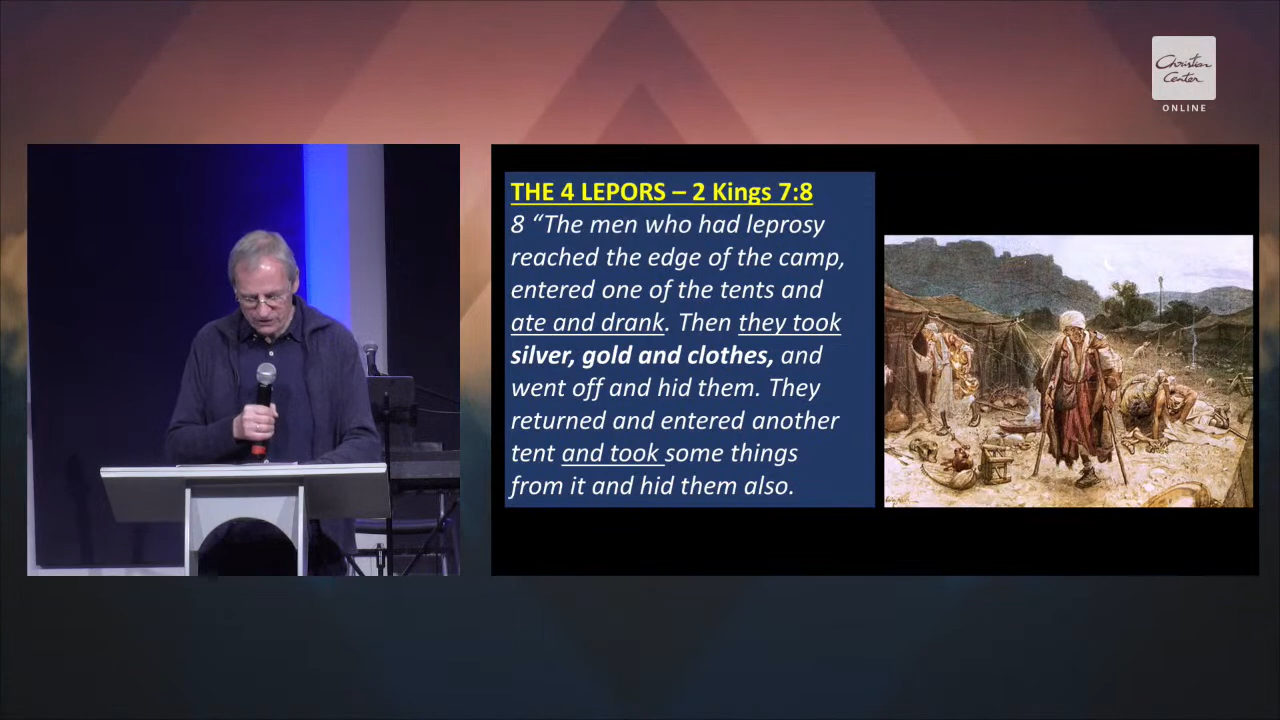 Christian
Center
ONLINE
THE 4 LEPORS – 2 Kings 7:8
8 “The men who had leprosy
reached the edge of the camp,
entered one of the tents and
ate and drank. Then they took
silver, gold and clothes, and
went off and hid them. They
returned and entered another
tent and took some things
from it and hid them also.